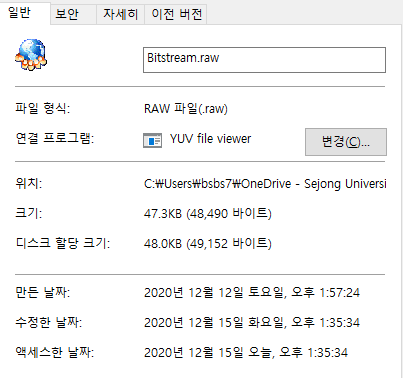 일반 보안 자세히 이전 버전
Bitstream.raw
파일 형식: RAW 파일(.raw)
연결 프로그램: YUV file viewer 변경(C)...
위치: C:₩Users₩bsbs7₩OneDrive - Sejong Universi
크기: 47.3KB (48,490 바이트)
디스크 할당 크기: 48.0KB (49,152 바이트)
만든 날짜: 2020년 12월 12일 토요일, 오후 1:57:24
수정한 날짜: 2020년 12월 15일 화요일, 오후 1:35:34
액세스한 날짜: 2020년 12월 15일 오늘, 오후 1:35:34